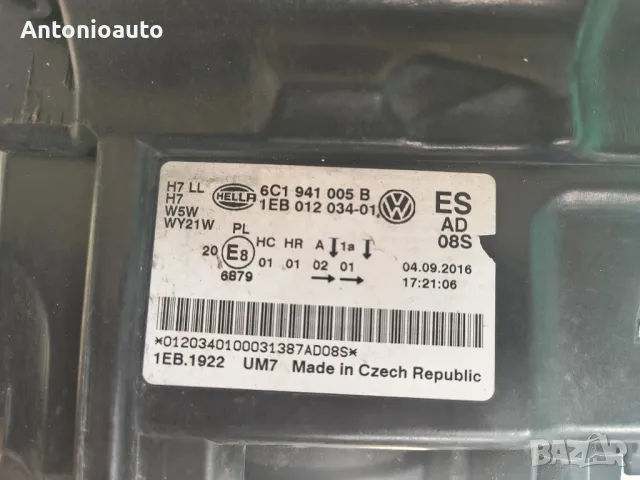 Antonioauto
H7 LL
H7
W5W
WY21W
HELLA
6C1 941 005 B
1EB 012 034-01
ES
AD
08S
PL
20 E8
6879
HC HR A 1a
01 01 02 01
04.09.2016
17:21:06
*0120340100031387AD08S*
1EB.1922 UM7 Made in Czech Republic
BAZAR